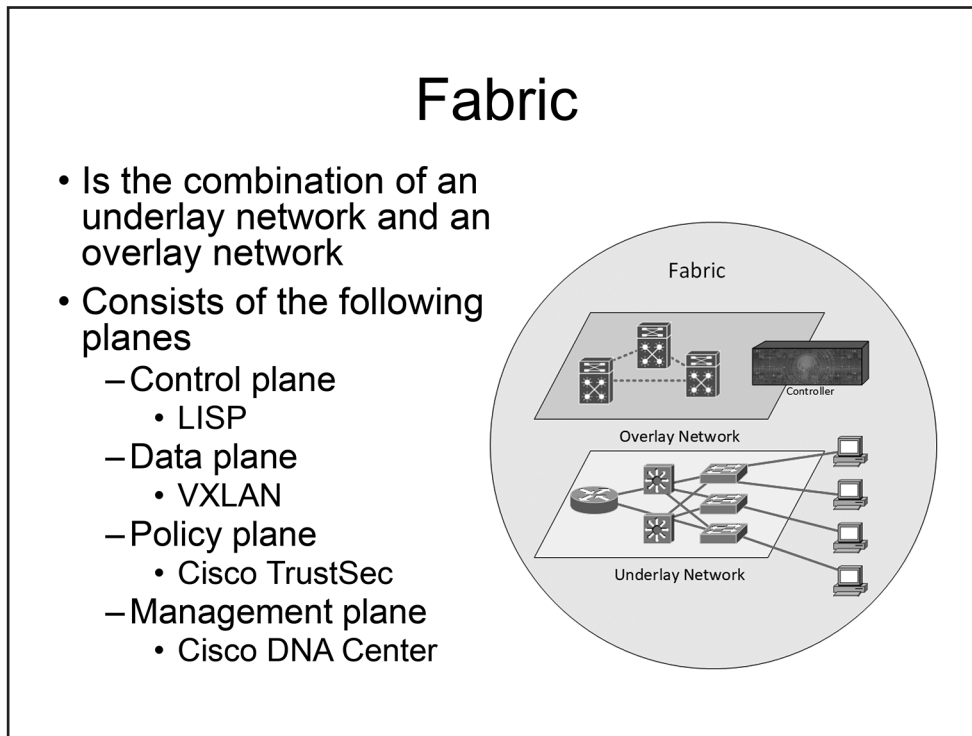 Fabric
• Is the combination of an
underlay network and an
overlay network
• Consists of the following
planes
–Control plane
• LISP
–Data plane
• VXLAN
–Policy plane
• Cisco TrustSec
–Management plane
• Cisco DNA Center
Fabric
Controller
Overlay Network
Underlay Network